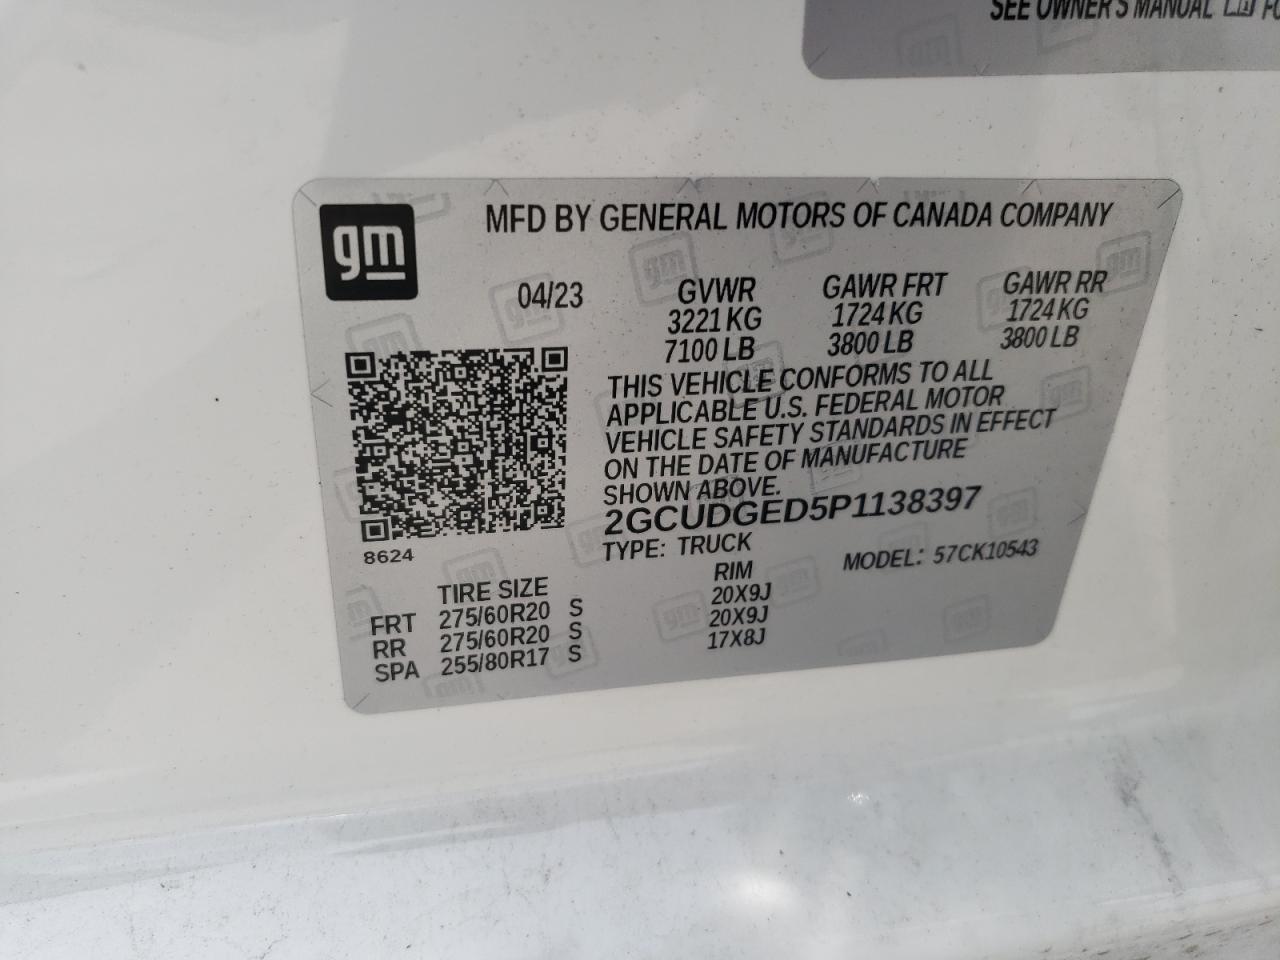 SEE OWNER'S MANUAL
gm
MFD BY GENERAL MOTORS OF CANADA COMPANY
04/23 GVWR GAWR FRT GAWR RR
3221 KG 1724 KG 1724 KG
7100 LB 3800 LB 3800 LB
THIS VEHICLE CONFORMS TO ALL
APPLICABLE U.S. FEDERAL MOTOR
VEHICLE SAFETY STANDARDS IN EFFECT
ON THE DATE OF MANUFACTURE
SHOWN ABOVE.
2GCUDGED5P1138397
8624
TYPE: TRUCK MODEL: 57CK10543
TIRE SIZE RIM
FRT 275/60R20 S 20X9J
RR 275/60R20 S 20X9J
SPA 255/80R17 S 17X8J